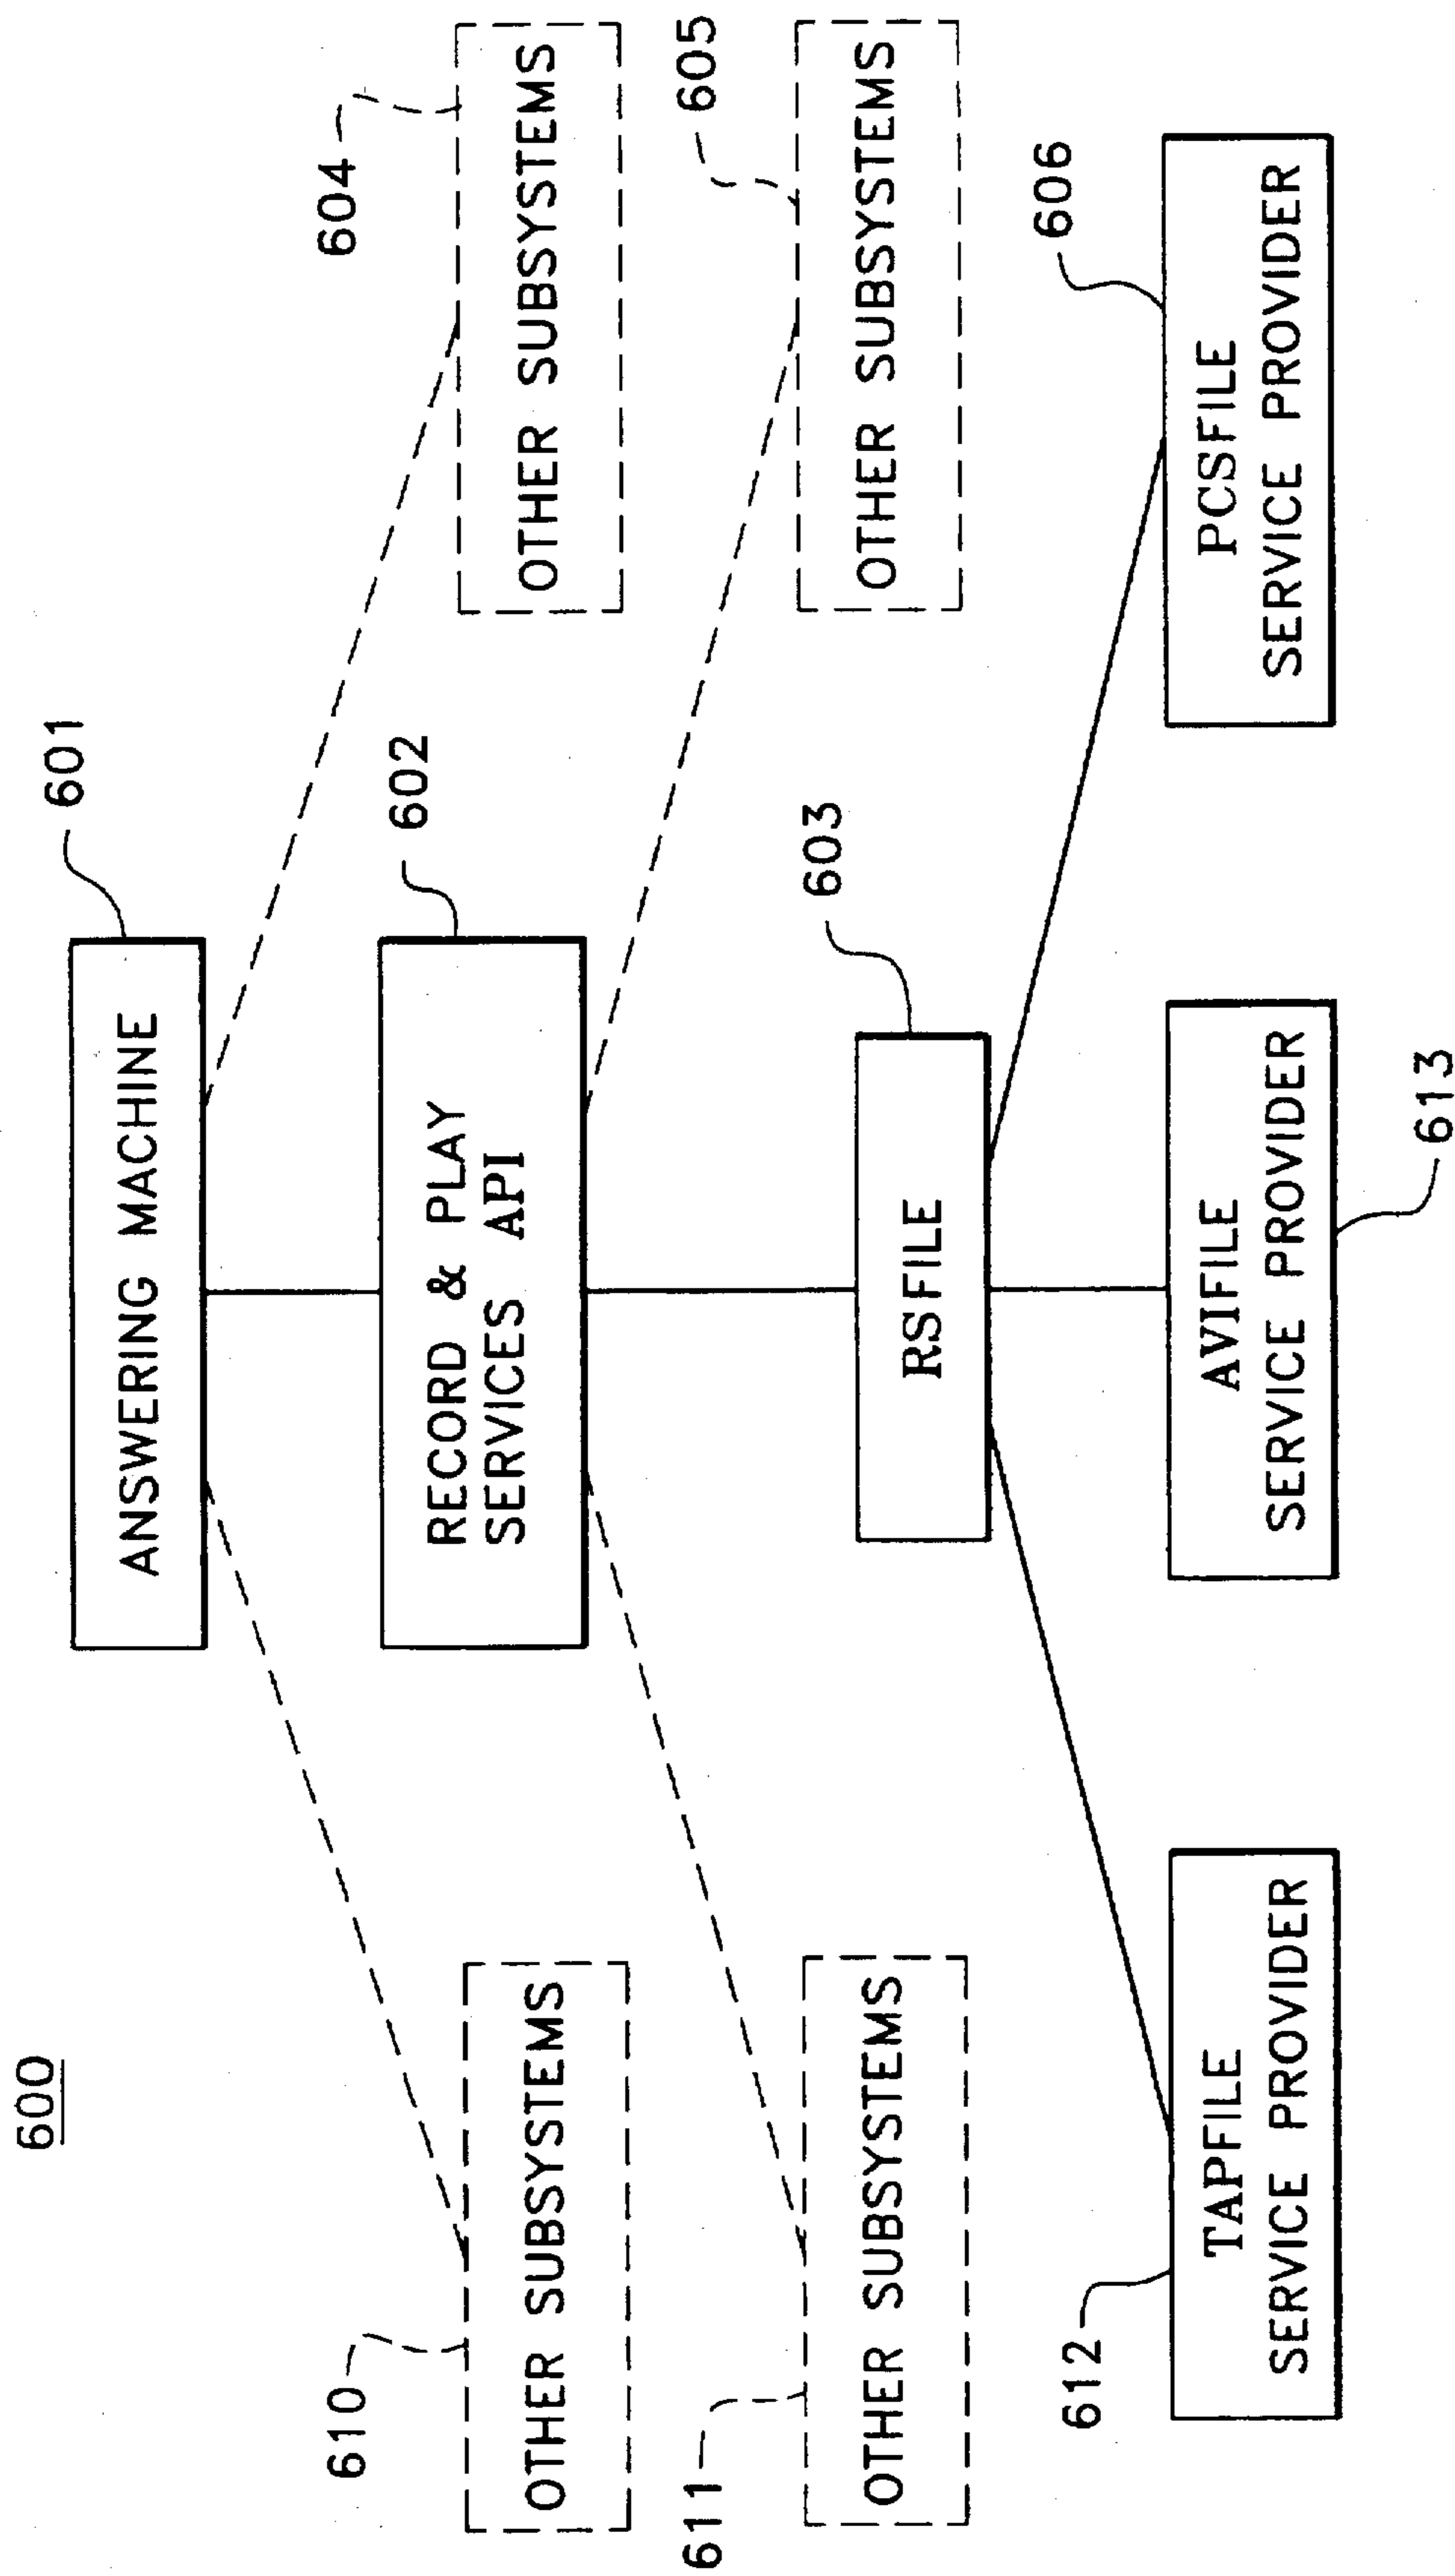 600
ANSWERING MACHINE
601
RECORD & PLAY
SERVICES API
602
610
OTHER SUBSYSTEMS
604
OTHER SUBSYSTEMS
611
OTHER SUBSYSTEMS
RSFILE
603
605
OTHER SUBSYSTEMS
612
TAPFILE
SERVICE PROVIDER
AVIFILE
SERVICE PROVIDER
613
606
PCSFILE
SERVICE PROVIDER